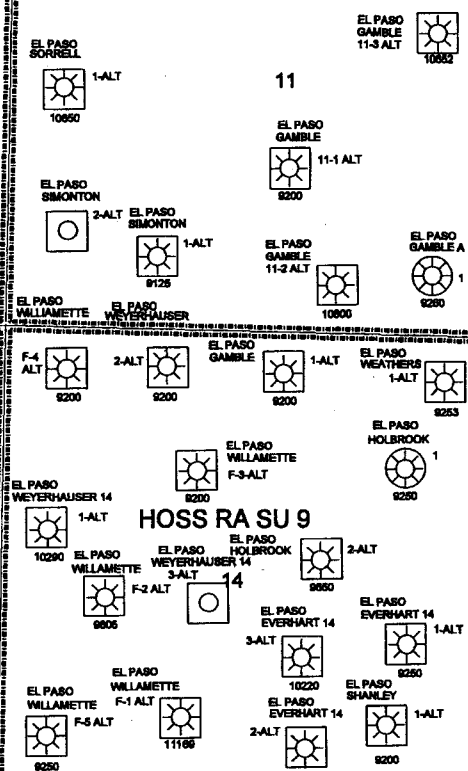 EL PASO
GAMBLE
11-3 ALT
10652
EL PASO
SORRELL
1-ALT
10650
11
EL PASO
GAMBLE
11-1 ALT
9200
EL PASO
SIMONTON
2-ALT
EL PASO
SIMONTON
1-ALT
9125
EL PASO
GAMBLE
11-2 ALT
10600
EL PASO
GAMBLE A
1
9260
EL PASO
WILLIAMETTE
EL PASO
WEYERHAUSER
F-4
ALT
9200
2-ALT
9200
EL PASO
GAMBLE
1-ALT
9200
EL PASO
WEATHERS
1-ALT
9253
EL PASO
WILLAMETTE
F-3-ALT
9200
EL PASO
HOLBROOK
1
9250
EL PASO
WEYERHAUSER 14
1-ALT
10290
HOSS RA SU 9
EL PASO
WILLAMETTE
F-2 ALT
9605
EL PASO
WEYERHAUSER 14
3-ALT
14
EL PASO
HOLBROOK
2-ALT
9650
EL PASO
EVERHART 14
3-ALT
10220
EL PASO
EVERHART 14
1-ALT
9250
EL PASO
WILLAMETTE
F-5 ALT
9250
EL PASO
WILLAMETTE
F-1 ALT
11169
EL PASO
EVERHART 14
2-ALT
EL PASO
SHANLEY
1-ALT
9200